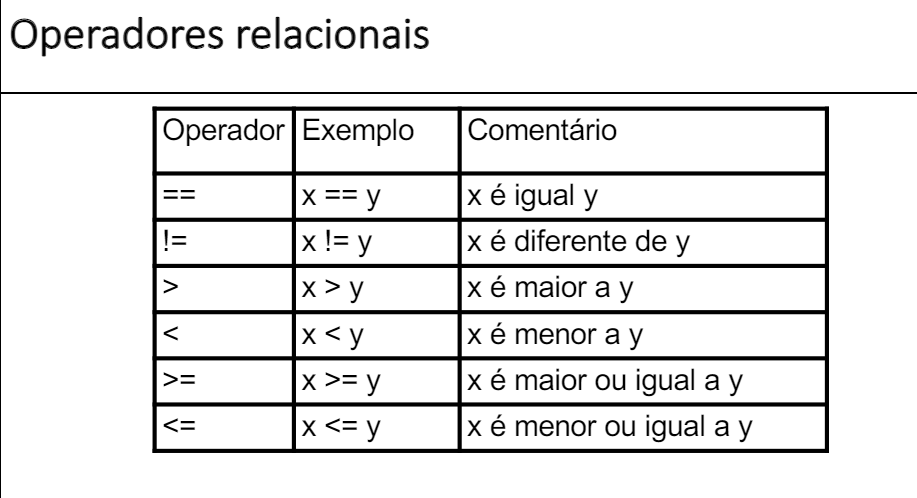 Operadores relacionais
Operador Exemplo Comentário
== x == y x é igual y
!= x != y x é diferente de y
> x > y x é maior a y
< x < y x é menor a y
>= x >= y x é maior ou igual a y
<= x <= y x é menor ou igual a y